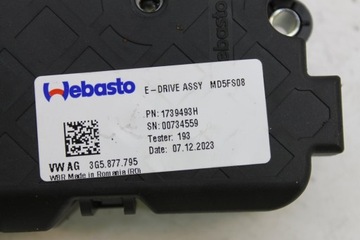 Webasto
E-DRIVE ASSY MD5FS08
PN: 1739493H
SN: 00734559
Tester: 193
Date: 07.12.2023
VW AG 3G5.877.795
WBR Made in Romania (RO)